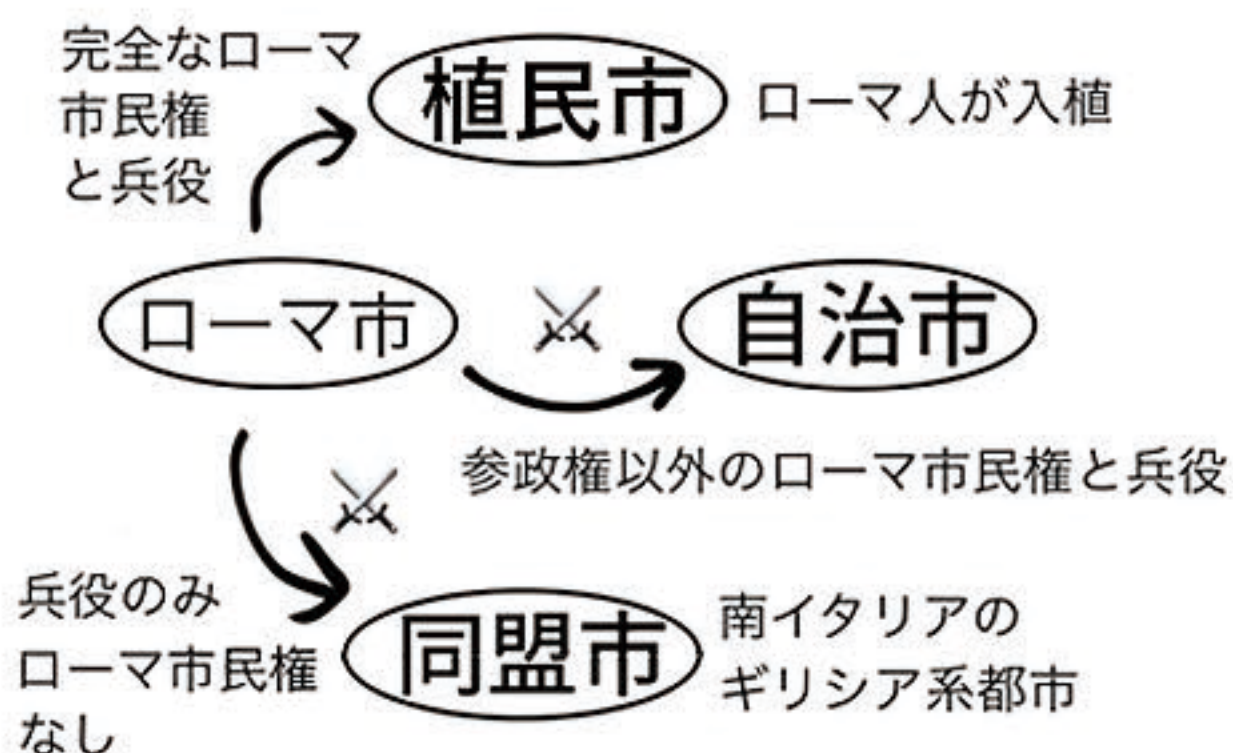 完全なローマ
市民権
と兵役
植民市
ローマ人が入植
ローマ市
自治市
参政権以外のローマ市民権と兵役
兵役のみ
ローマ市民権
なし
同盟市
南イタリアの
ギリシア系都市